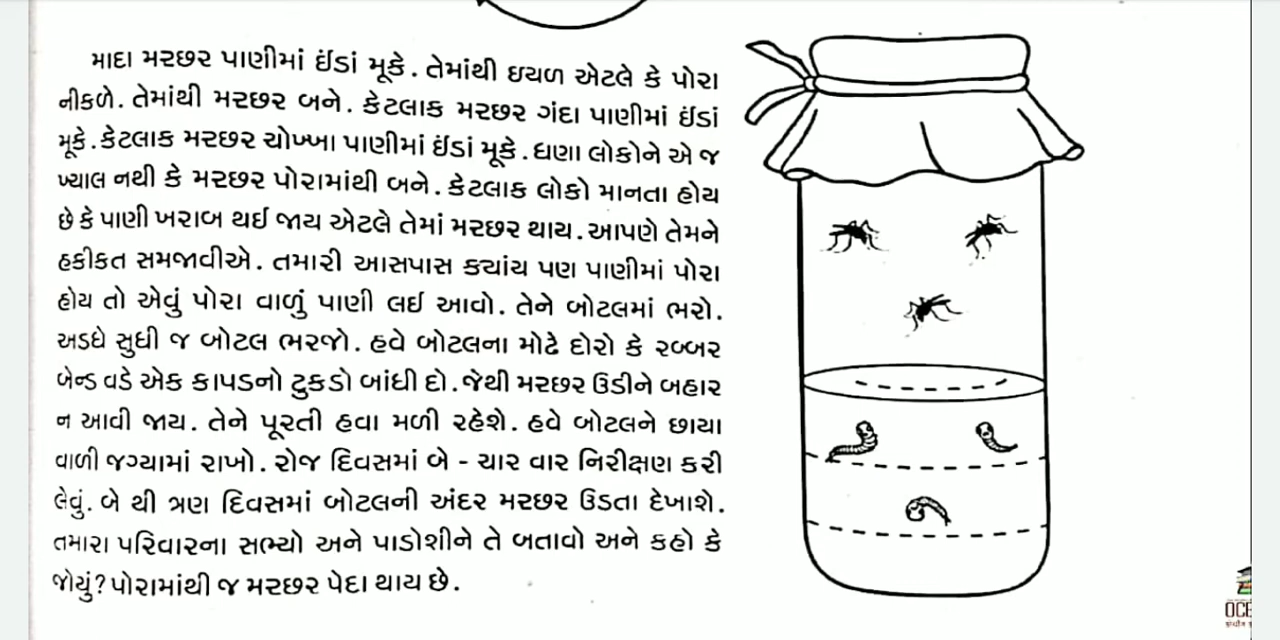 માદા મચ્છર પાણીમાં ઈંડાં મૂકે. તેમાંથી ઇયળ એટલે કે પોરા
નીકળે. તેમાંથી મચ્છર બને. કેટલાક મચ્છર ગંદા પાણીમાં ઈંડાં
મૂકે. કેટલાક મચ્છર ચોખ્ખા પાણીમાં ઈંડાં મૂકે. ઘણા લોકોને એ જ
ખ્યાલ નથી કે મચ્છર પોરામાંથી બને. કેટલાક લોકો માનતા હોય
છે કે પાણી ખરાબ થઈ જાય એટલે તેમાં મચ્છર થાય. આપણે તેમને
હકીકત સમજાવીએ. તમારી આસપાસ ક્યાંય પણ પાણીમાં પોરા
હોય તો એવું પોરા વાળું પાણી લઈ આવો. તેને બોટલમાં ભરો.
અડધે સુધી જ બોટલ ભરજો. હવે બોટલના મોઢે દોરો કે રબ્બર
બેન્ડ વડે એક કાપડનો ટુકડો બાંધી દો. જેથી મચ્છર ઉડીને બહાર
ન આવી જાય. તેને પૂરતી હવા મળી રહેશે. હવે બોટલને છાયા
વાળી જગ્યામાં રાખો. રોજ દિવસમાં બે - ચાર વાર નિરીક્ષણ કરી
લેવું. બે થી ત્રણ દિવસમાં બોટલની અંદર મચ્છર ઉડતા દેખાશે.
તમારા પરિવારના સભ્યો અને પાડોશીને તે બતાવો અને કહો કે
જોયું? પોરામાંથી જ મચ્છર પેદા થાય છે.